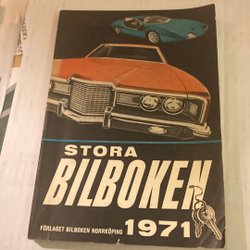 STORA
BILBOKEN
FÖRLAGET BILBOKEN NORRKÖPING
1971